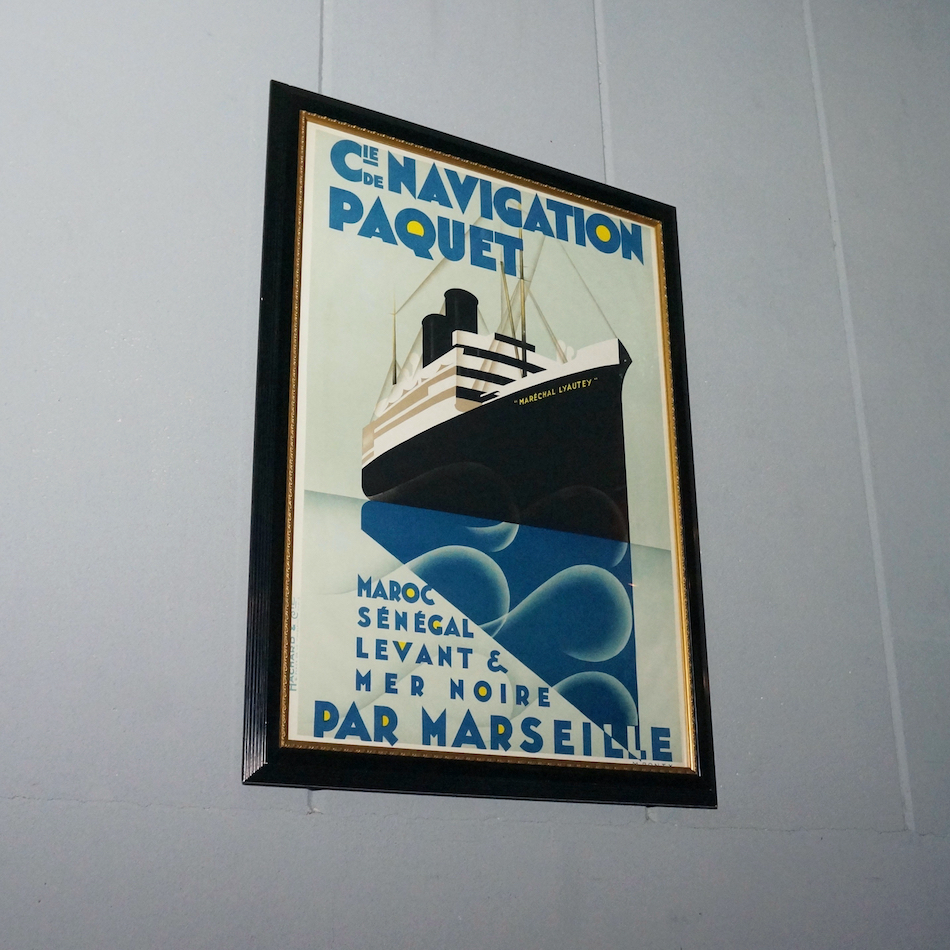 CIE DE NAVIGATION
PAQUET
"MARÉCHAL LYAUTEY"
MAROC
SÉNÉGAL
LEVANT &
MER NOIRE
PAR MARSEILLE